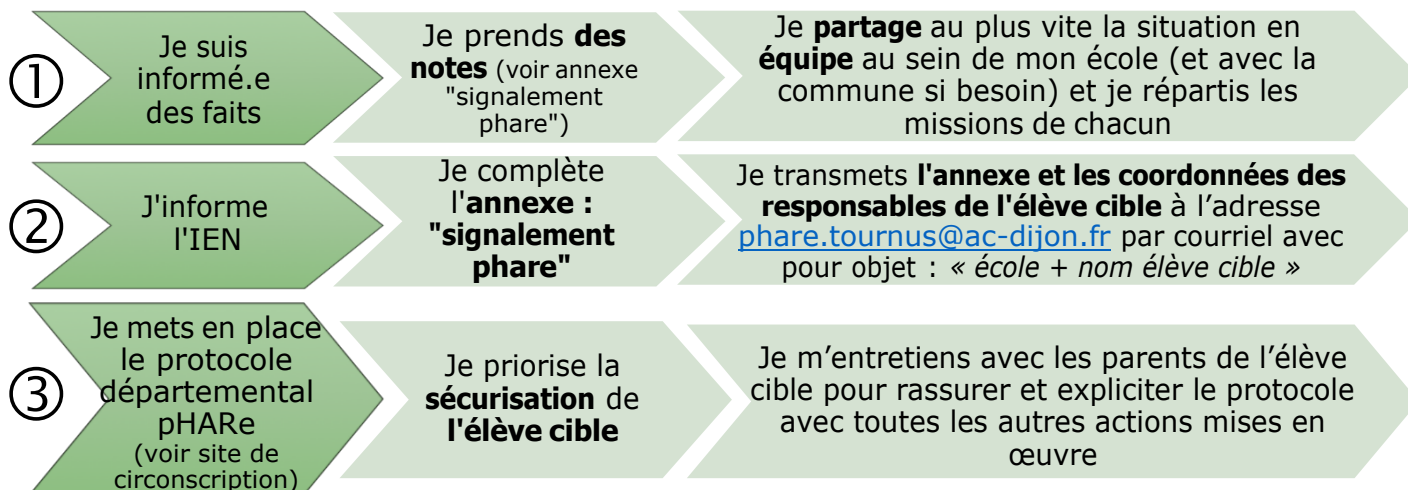 ①
Je suis
informé.e
des faits
Je prends des
notes (voir annexe
"signalement
phare")
Je partage au plus vite la situation en
équipe au sein de mon école (et avec la
commune si besoin) et je répartis les
missions de chacun
②
J'informe
l'IEN
Je complète
l'annexe :
"signalement
phare"
Je transmets l'annexe et les coordonnées des
responsables de l'élève cible à l’adresse
phare.tournus@ac-dijon.fr par courriel avec
pour objet : « école + nom élève cible »
③
Je mets en place
le protocole
départemental
pHARe
(voir site de
circonscription)
Je priorise la
sécurisation de
l'élève cible
Je m’entretiens avec les parents de l’élève
cible pour rassurer et expliciter le protocole
avec toutes les autres actions mises en
œuvre